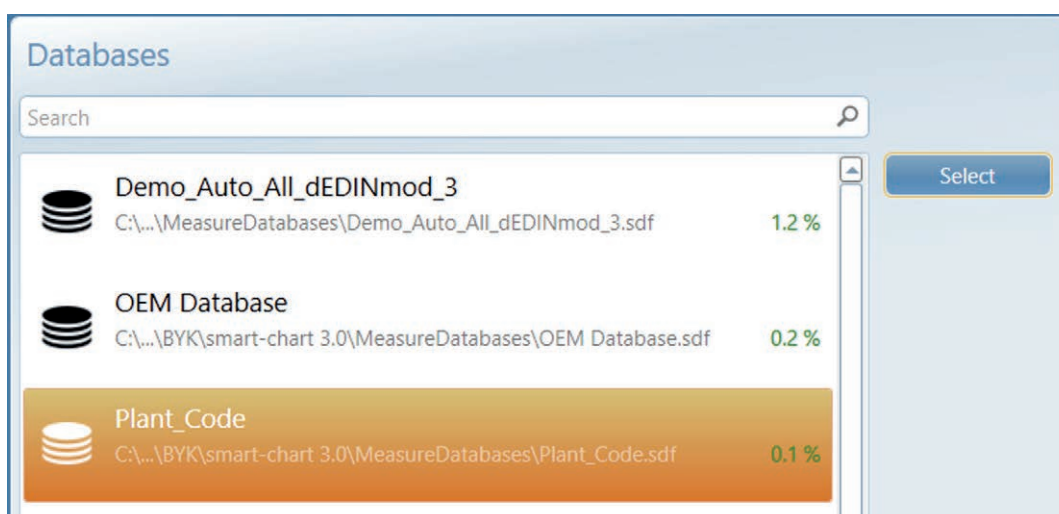 Databases
Search
Select
Demo_Auto_All_dEDINmod_3
C:\...\MeasureDatabases\Demo_Auto_All_dEDINmod_3.sdf 1.2 %
OEM Database
C:\...\BYK\smart-chart 3.0\MeasureDatabases\OEM Database.sdf 0.2 %
Plant_Code
C:\...\BYK\smart-chart 3.0\MeasureDatabases\Plant_Code.sdf 0.1 %